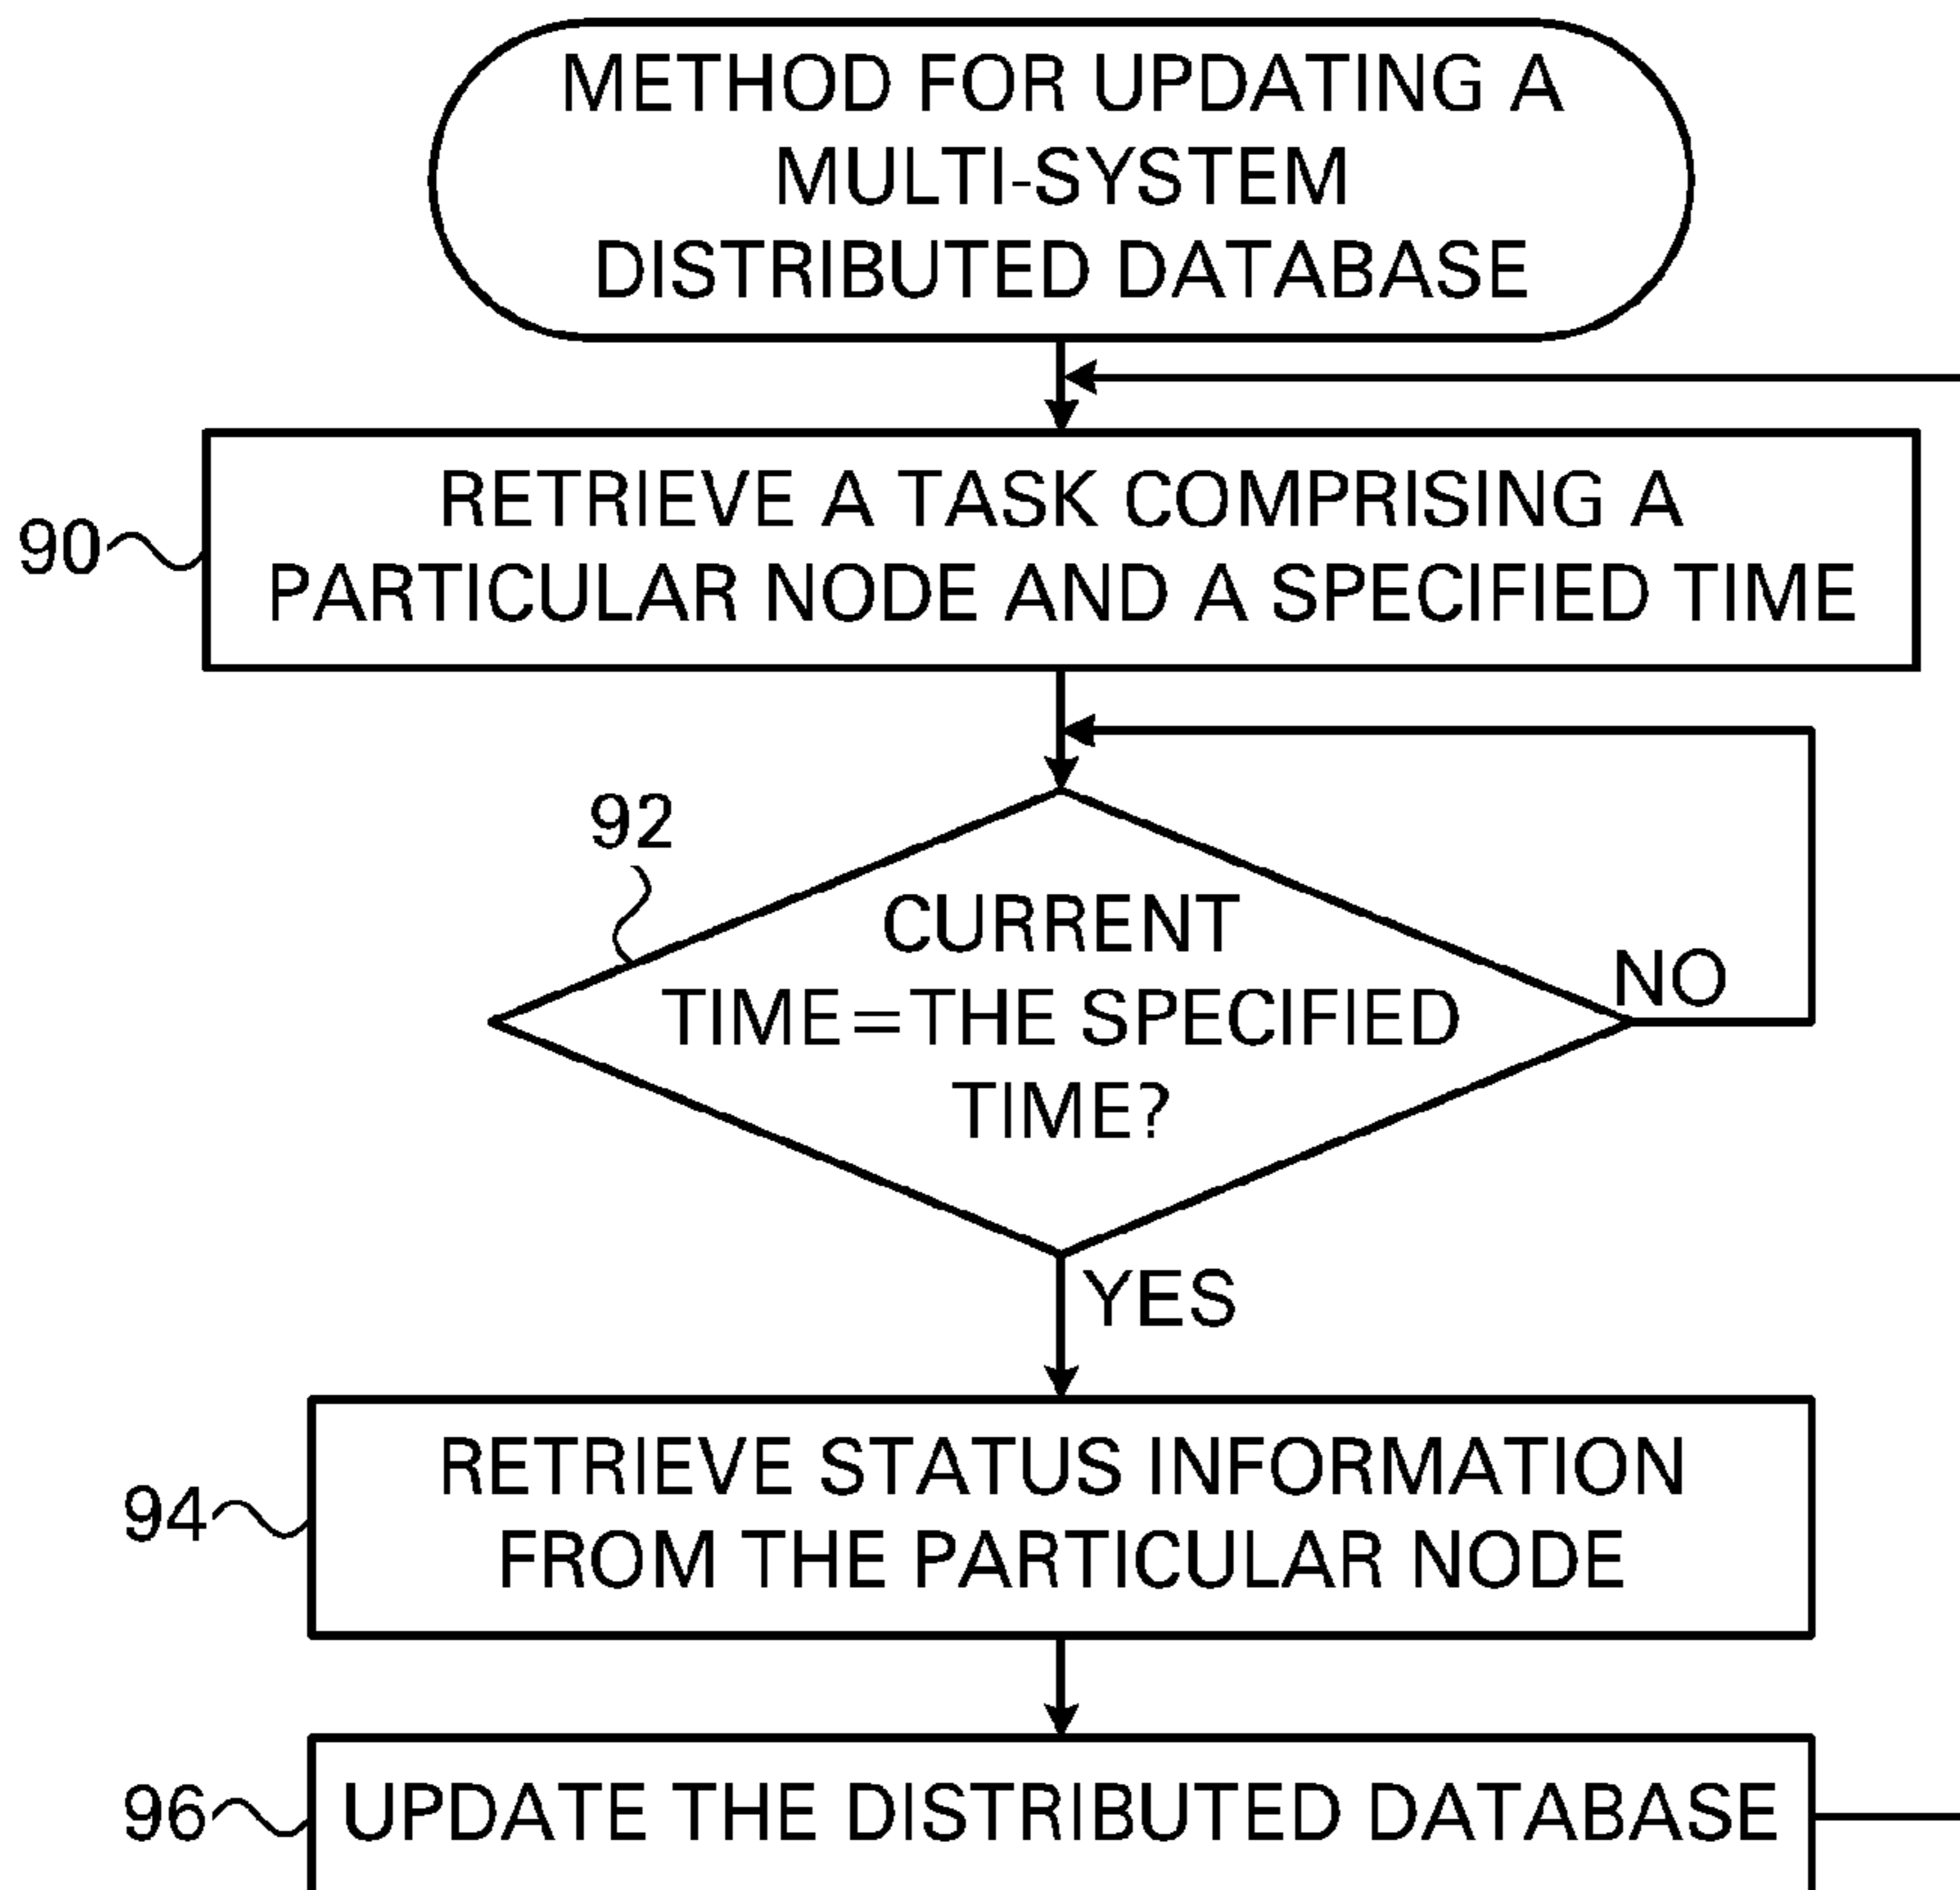 METHOD FOR UPDATING A
MULTI-SYSTEM
DISTRIBUTED DATABASE
90
RETRIEVE A TASK COMPRISING A
PARTICULAR NODE AND A SPECIFIED TIME
92
CURRENT
TIME=THE SPECIFIED
TIME?
NO
YES
94
RETRIEVE STATUS INFORMATION
FROM THE PARTICULAR NODE
96
UPDATE THE DISTRIBUTED DATABASE